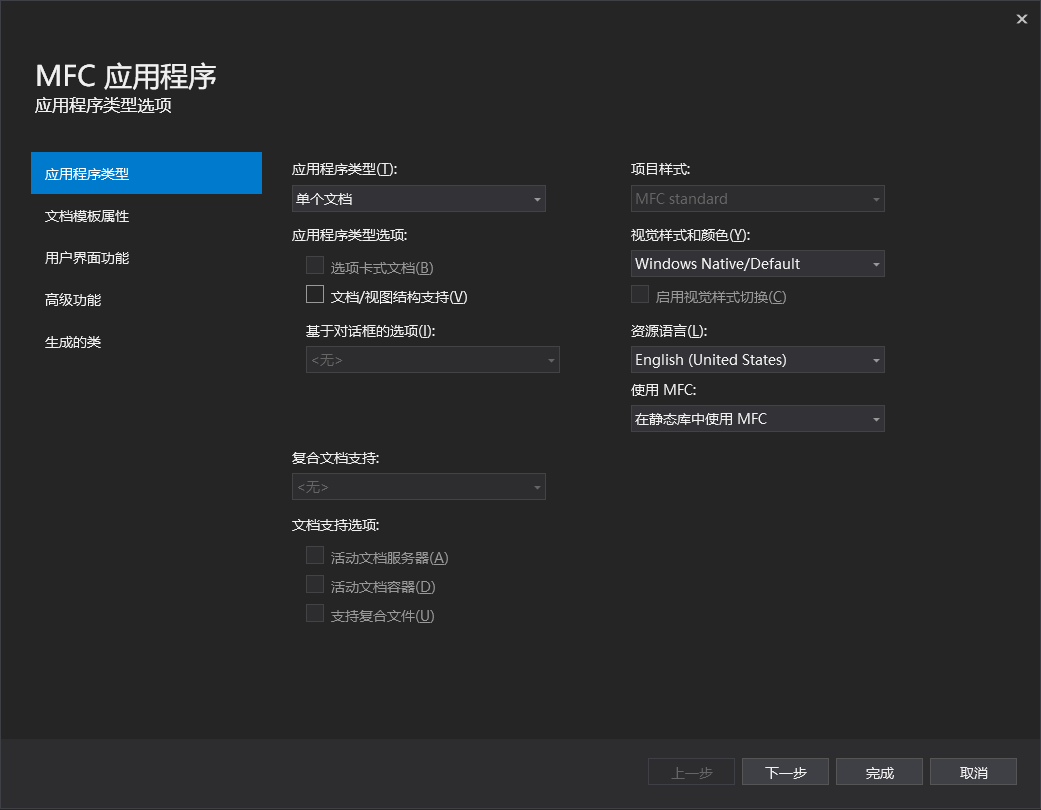 MFC 应用程序
应用程序类型选项
应用程序类型
文档模板属性
用户界面功能
高级功能
生成的类
应用程序类型(T):
单个文档
应用程序类型选项:
选项卡式文档(B)
文档/视图结构支持(V)
基于对话框的选项(I):
<无>
复合文档支持:
<无>
文档支持选项:
活动文档服务器(A)
活动文档容器(D)
支持复合文件(U)
项目样式:
MFC standard
视觉样式和颜色(Y):
Windows Native/Default
启用视觉样式切换(C)
资源语言(L):
English (United States)
使用 MFC:
在静态库中使用 MFC
上一步
下一步
完成
取消